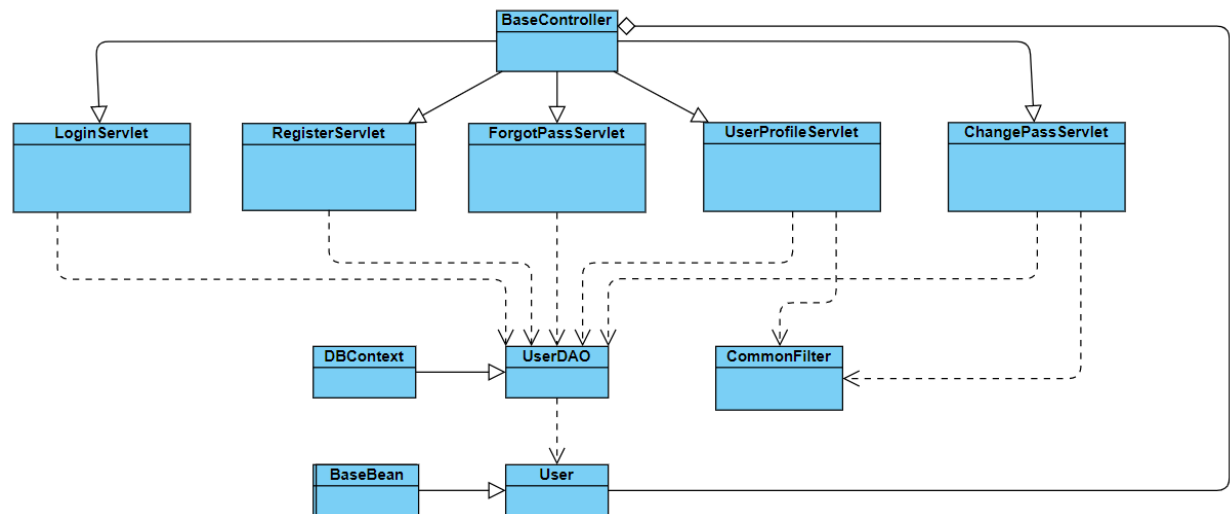 BaseController
LoginServlet
RegisterServlet
ForgotPassServlet
UserProfileServlet
ChangePassServlet
DBContext
UserDAO
CommonFilter
BaseBean
User